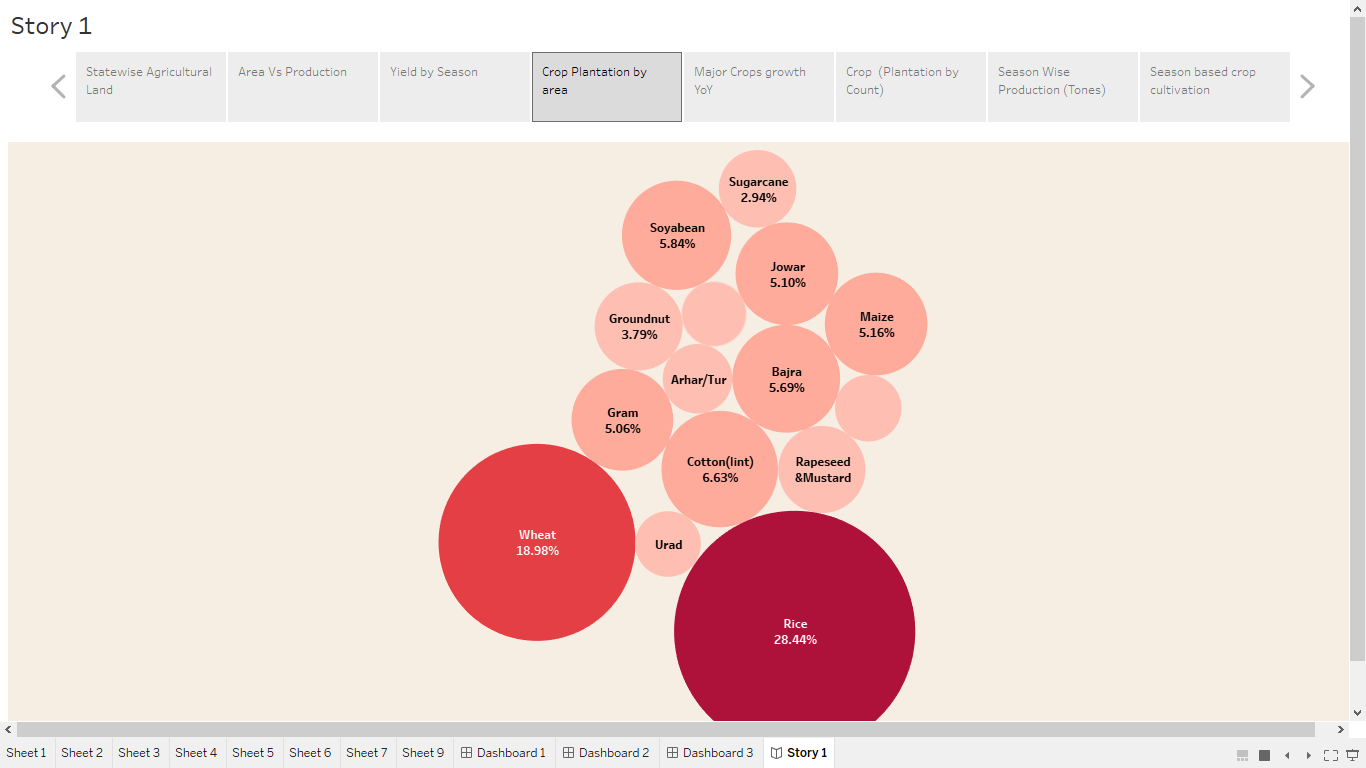 Story 1
Statewise Agricultural
Land
Area Vs Production
Yield by Season
Crop Plantation by
area
Major Crops growth
YoY
Crop  (Plantation by
Count)
Season Wise
Production (Tones)
Season based crop
cultivation
Sugarcane
2.94%
Soyabean
5.84%
Jowar
5.10%
Groundnut
3.79%
Maize
5.16%
Arhar/Tur
Bajra
5.69%
Gram
5.06%
Cotton(lint)
6.63%
Rapeseed
&Mustard
Wheat
18.98%
Urad
Rice
28.44%
Sheet 1 Sheet 2 Sheet 3 Sheet 4 Sheet 5 Sheet 6 Sheet 7 Sheet 9 Dashboard 1 Dashboard 2 Dashboard 3 Story 1